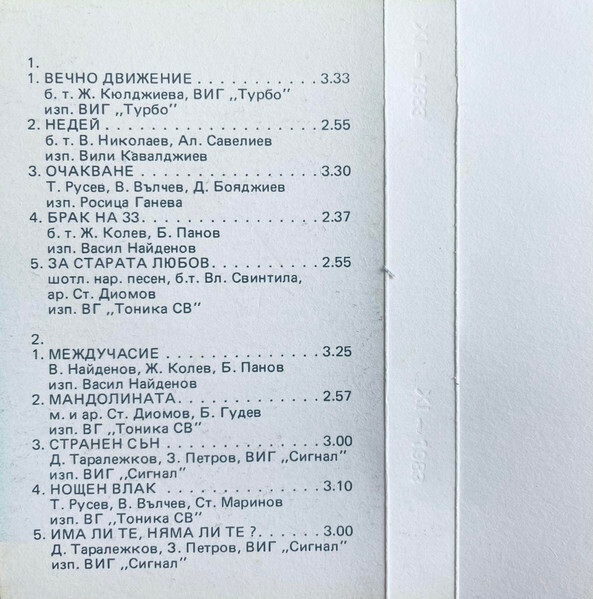 1.
1. ВЕЧНО ДВИЖЕНИЕ . . . . . . . . . . . 3.33
б. т. Ж. Кюлджиева, ВИГ „Турбо”
изп. ВИГ „Турбо”
2. НЕДЕЙ . . . . . . . . . . . . . . . . . . . 2.55
б. т. В. Николаев, Ал. Савелиев
изп. Вили Кавалджиев
3. ОЧАКВАНЕ . . . . . . . . . . . . . . . . 3.30
Т. Русев, В. Вълчев, Д. Бояджиев
изп. Росица Ганева
4. БРАК НА 33. . . . . . . . . . . . . . . . 2.37
б. т. Ж. Колев, Б. Панов
изп. Васил Найденов
5. ЗА СТАРАТА ЛЮБОВ. . . . . . . . . . 2.55
шотл. нар. песен, б.т. Вл. Свинтила,
ар. Ст. Диомов
изп. ВГ „Тоника СВ”
2.
1. МЕЖДУЧАСИЕ . . . . . . . . . . . . . . 3.25
В. Найденов, Ж. Колев, Б. Панов
изп. Васил Найденов
2. МАНДОЛИНАТА. . . . . . . . . . . . . 2.57
м. и ар. Ст. Диомов, Б. Гудев
изп. ВГ „Тоника СВ”
3. СТРАНЕН СЪН . . . . . . . . . . . . . . 3.00
Д. Таралежков, З. Петров, ВИГ „Сигнал”
изп. ВИГ „Сигнал”
4. НОЩЕН ВЛАК . . . . . . . . . . . . . . 3.10
Т. Русев, В. Вълчев, Ст. Маринов
изп. ВГ „Тоника СВ”
5. ИМА ЛИ ТЕ, НЯМА ЛИ ТЕ ?. . . . . . 3.00
Д. Таралежков, З. Петров, ВИГ „Сигнал”
изп. ВИГ „Сигнал”